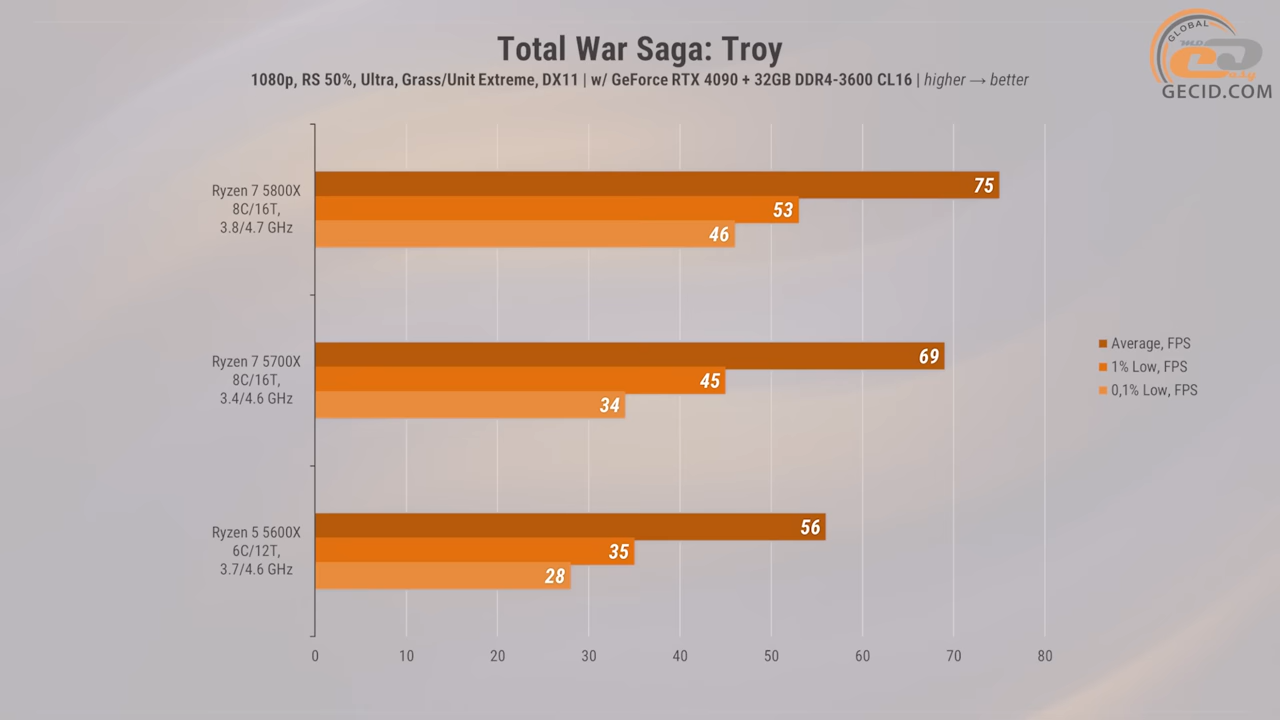 Total War Saga: Troy
1080p, RS 50%, Ultra, Grass/Unit Extreme, DX11 | w/ GeForce RTX 4090 + 32GB DDR4-3600 CL16 | higher → better
GLOBAL
easy
GECID.COM
Ryzen 7 5800X
8C/16T,
3.8/4.7 GHz
75
53
46
Ryzen 7 5700X
8C/16T,
3.4/4.6 GHz
69
45
34
Ryzen 5 5600X
6C/12T,
3.7/4.6 GHz
56
35
28
Average, FPS
1% Low, FPS
0,1% Low, FPS
0 10 20 30 40 50 60 70 80